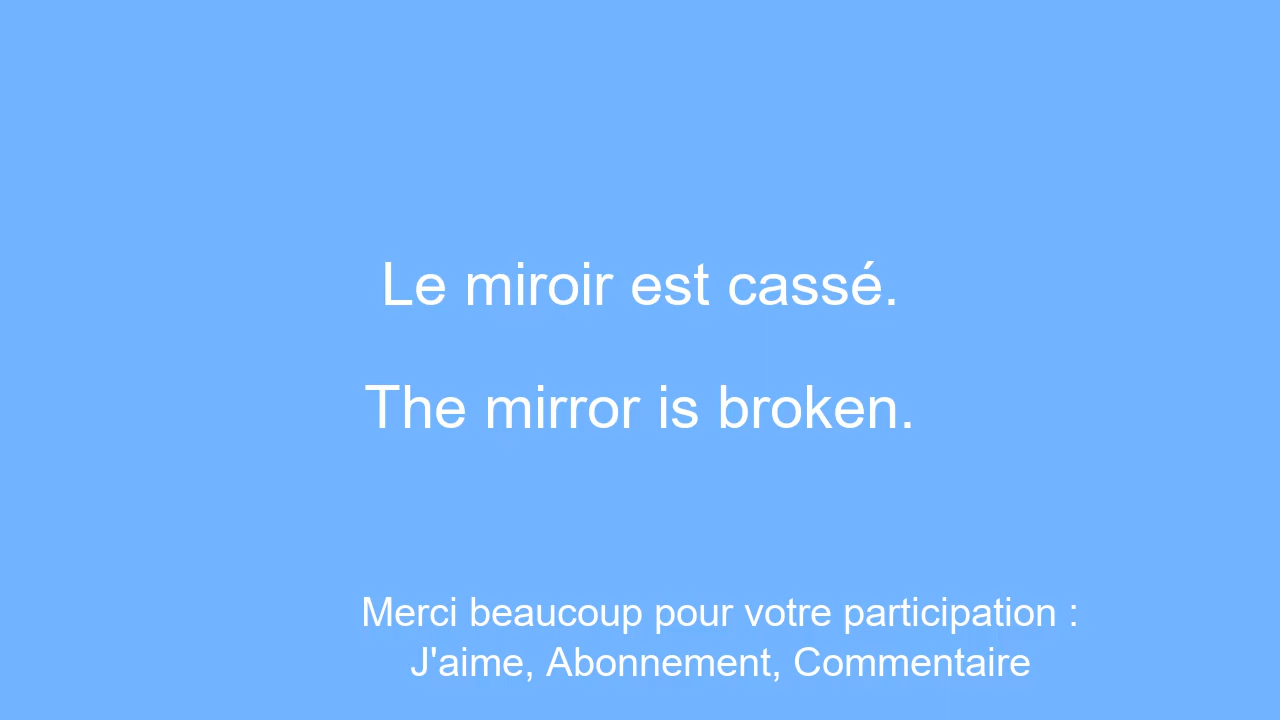 Le miroir est cassé.
The mirror is broken.
Merci beaucoup pour votre participation :
J'aime, Abonnement, Commentaire